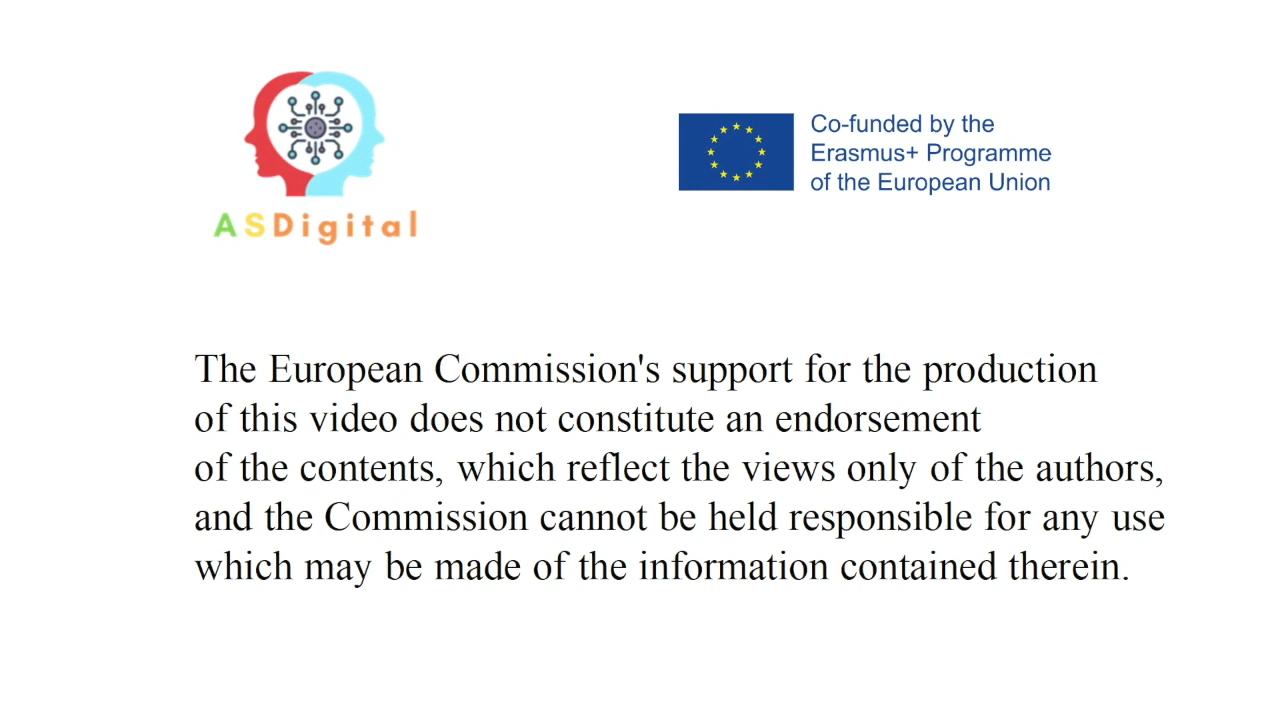 ASDigital
Co-funded by the
Erasmus+ Programme
of the European Union
The European Commission's support for the production
of this video does not constitute an endorsement
of the contents, which reflect the views only of the authors,
and the Commission cannot be held responsible for any use
which may be made of the information contained therein.